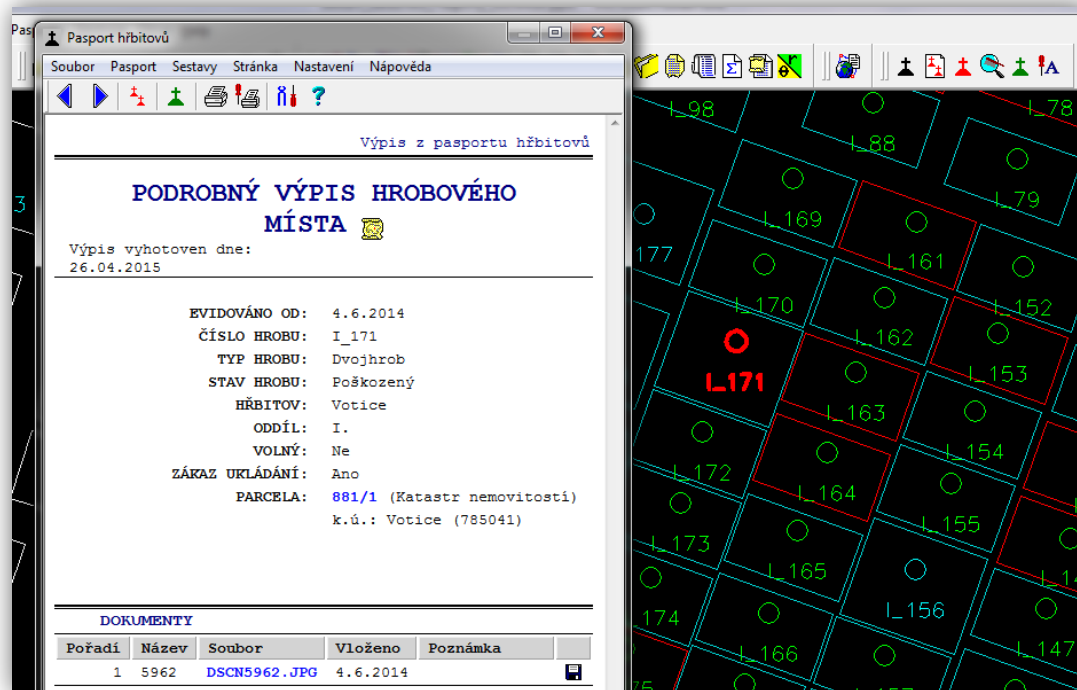 Pasport hřbitovů
Soubor Pasport Sestavy Stránka Nastavení Nápověda
Výpis z pasportu hřbitovů
PODROBNÝ VÝPIS HROBOVÉHO
MÍSTA
Výpis vyhotoven dne:
26.04.2015
EVIDOVÁNO OD: 4.6.2014
ČÍSLO HROBU: I_171
TYP HROBU: Dvojhrob
STAV HROBU: Poškozený
HŘBITOV: Votice
ODDÍL: I.
VOLNÝ: Ne
ZÁKAZ UKLÁDÁNÍ: Ano
PARCELA: 881/1 (Katastr nemovitostí)
k.ú.: Votice (785041)
DOKUMENTY
Pořadí Název Soubor Vloženo Poznámka
1 5962 DSCN5962.JPG 4.6.2014
I_98
I_78
I_88
I_79
I_169
177
I_161
I_170
I_152
I_162
I_171
I_153
I_163
I_154
I_172
I_164
I_155
I_173
I_165
I_156
174
I_166
I_147